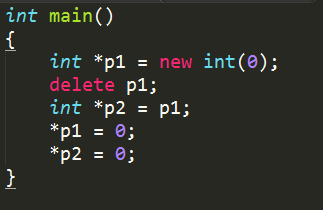 int main()
{
    int *p1 = new int(0);
    delete p1;
    int *p2 = p1;
    *p1 = 0;
    *p2 = 0;
}